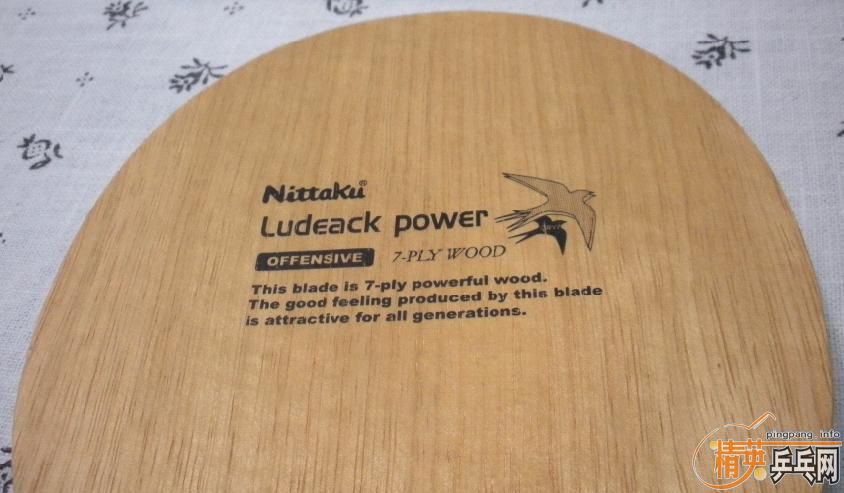 Nittaku®
Ludeack power
OFFENSIVE 7-PLY WOOD
This blade is 7-ply powerful wood.
The good feeling produced by this blade
is attractive for all generations.
pingpang.info
精英乒乓网